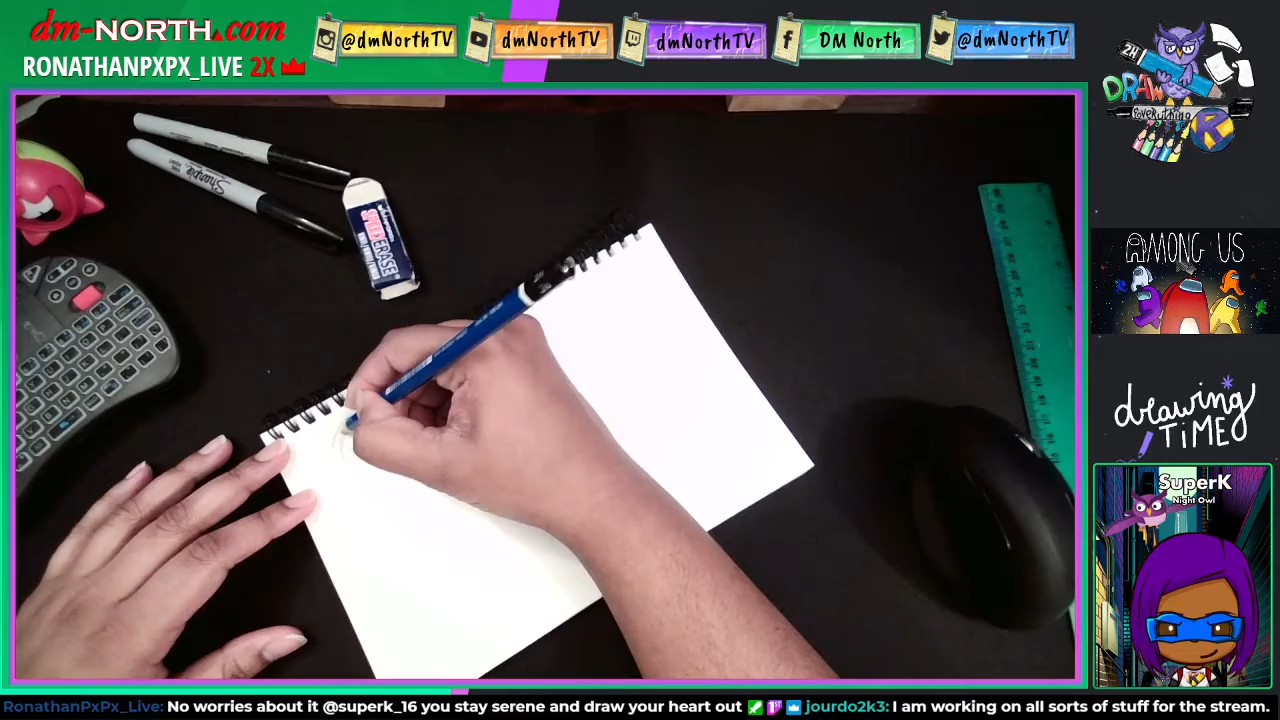 dm-NORTH.com
RONATHANPXPX_LIVE 2X
@dmNorthTV
dmNorthTV
dmNorthTV
DM North
@dmNorthTV
24
DRAW
R
Sharpie
SPEEDERASE
AMONG US
drawing
TIME
SuperK
Night Owl
RonathanPxPx_Live: No worries about it @superk_16 you stay serene and draw your heart out jourdo2k3: I am working on all sorts of stuff for the stream.